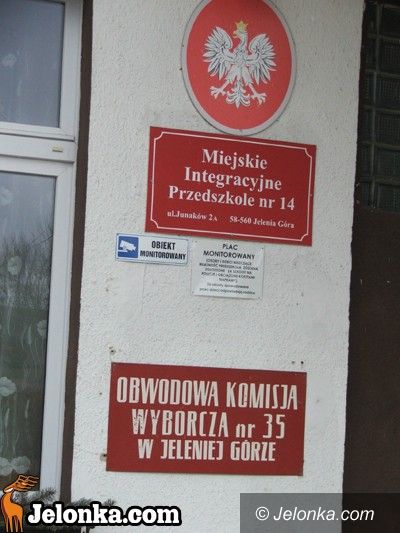 Miejskie
Integracyjne
Przedszkole nr 14
ul.Junaków 2A 58-560 Jelenia Góra
OBIEKT
MONITOROWANY
PLAC
MONITOROWANY
OBWODOWA KOMISJA
WYBORCZA nr 35
W JELENIEJ GÓRZE
Jelonka.com
© Jelonka.com